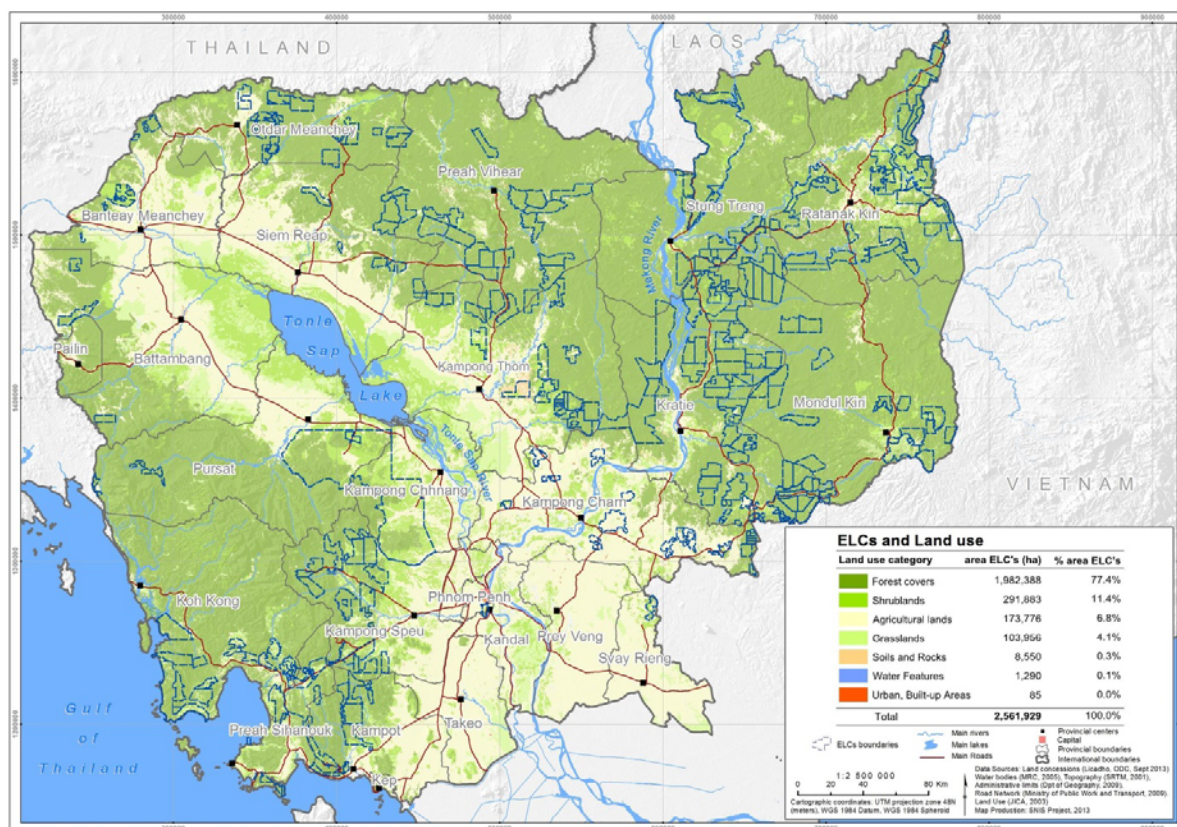 300000 400000 500000 600000 700000 800000 900000
THAILAND
LAOS
Otdar Meanchey
Preah Vihear
Stung Treng
Ratanak Kiri
Banteay Meanchey
Siem Reap
Mekong River
Tonle
Sap
Lake
Pailin
Battambang
Kampong Thom
Kratie
Mondul Kiri
Pursat
Tonle Sap River
Kampong Chhnang
Kampong Cham
VIETNAM
Koh Kong
Phnom Penh
Kampong Speu
Kandal
Prey Veng
Svay Rieng
Gulf
of
Thailand
Preah Sihanouk
Kampot
Takeo
Kep
ELCs and Land use
Land use category area ELC's (ha) % area ELC's
Forest covers 1,982,388 77.4%
Shrublands 291,883 11.4%
Agricultural lands 173,776 6.8%
Grasslands 103,956 4.1%
Soils and Rocks 8,550 0.3%
Water Features 1,290 0.1%
Urban, Built-up Areas 85 0.0%
Total 2,561,929 100.0%
ELCs boundaries
Main rivers
Main lakes
Main Roads
Provincial centers
Capital
Provincial boundaries
International boundaries
1:2 500 000
0 20 40 80 Km
Cartographic coordinates: UTM projection zone 48N
(meters), WGS 1984 Datum, WGS 1984 Spheroid
Data Sources: Land concessions (Licadho, ODC, Sept 2013)
Water bodies (MRC, 2005), Topography (SRTM, 2001),
Administrative limits (Dpt of Geography, 2009),
Road Network (Ministry of Public Work and Transport, 2009)
Land Use (JICA, 2003)
Map Production: SNIS Project, 2013